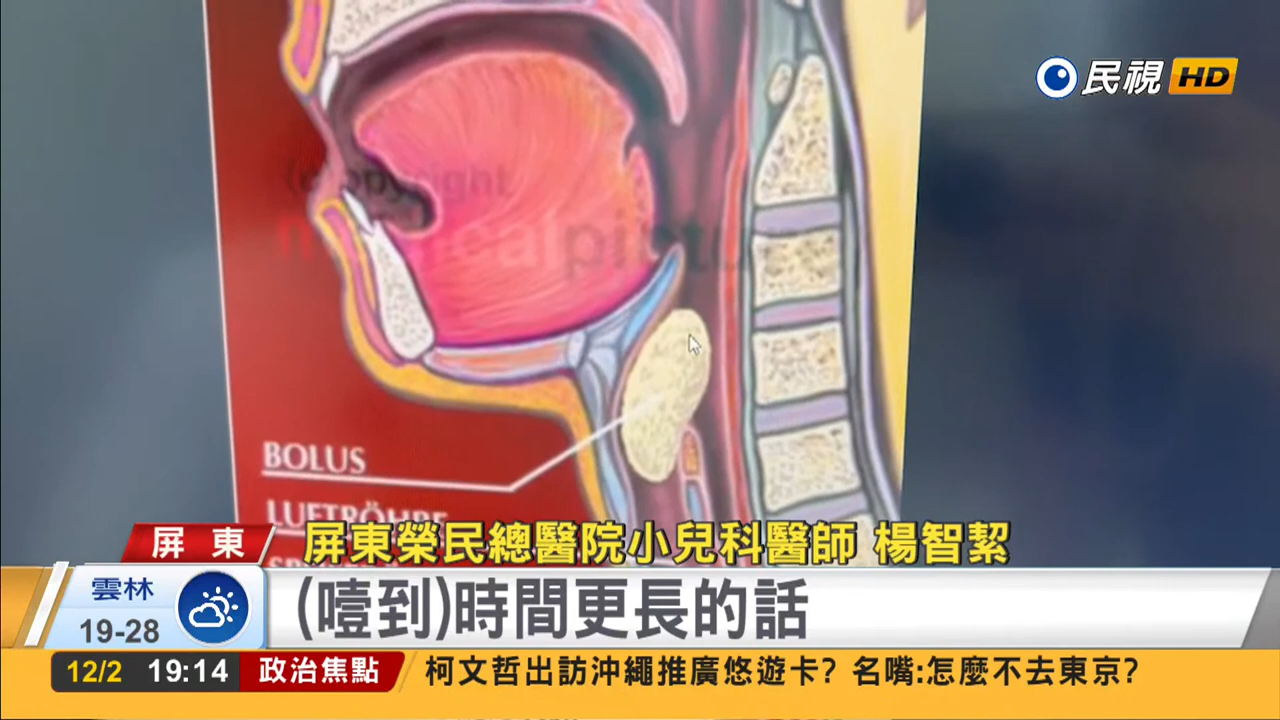 民視 HD
(c) copyright
medicalpictu
BOLUS
LUFTRÖHRE
屏東
屏東榮民總醫院小兒科醫師 楊智絜
雲林
19-28
(噎到)時間更長的話
12/2 19:14 政治焦點 柯文哲出訪沖繩推廣悠遊卡? 名嘴:怎麼不去東京?